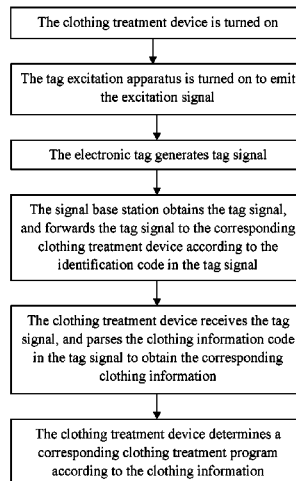 The clothing treatment device is turned on
The tag excitation apparatus is turned on to emit
the excitation signal
The electronic tag generates tag signal
The signal base station obtains the tag signal,
and forwards the tag signal to the corresponding
clothing treatment device according to the
identification code in the tag signal
The clothing treatment device receives the tag
signal, and parses the clothing information code
in the tag signal to obtain the corresponding
clothing information
The clothing treatment device determines a
corresponding clothing treatment program
according to the clothing information